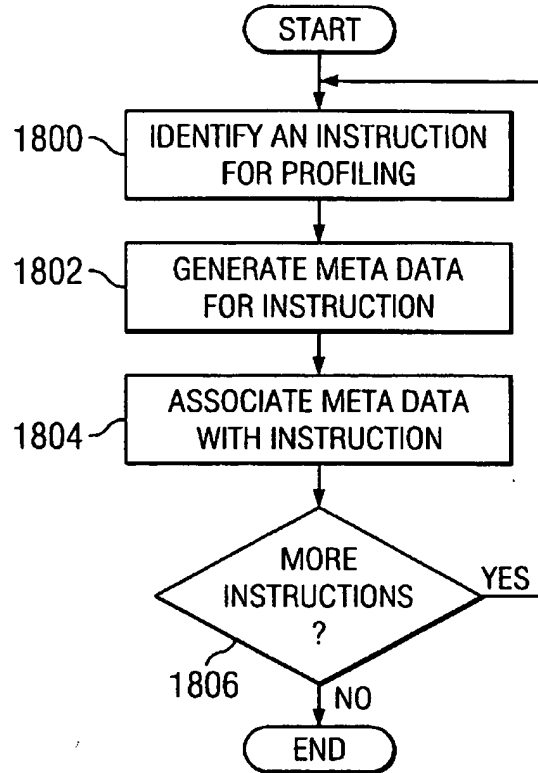 START
1800
IDENTIFY AN INSTRUCTION
FOR PROFILING
1802
GENERATE META DATA
FOR INSTRUCTION
1804
ASSOCIATE META DATA
WITH INSTRUCTION
MORE
INSTRUCTIONS
?
YES
1806
NO
END